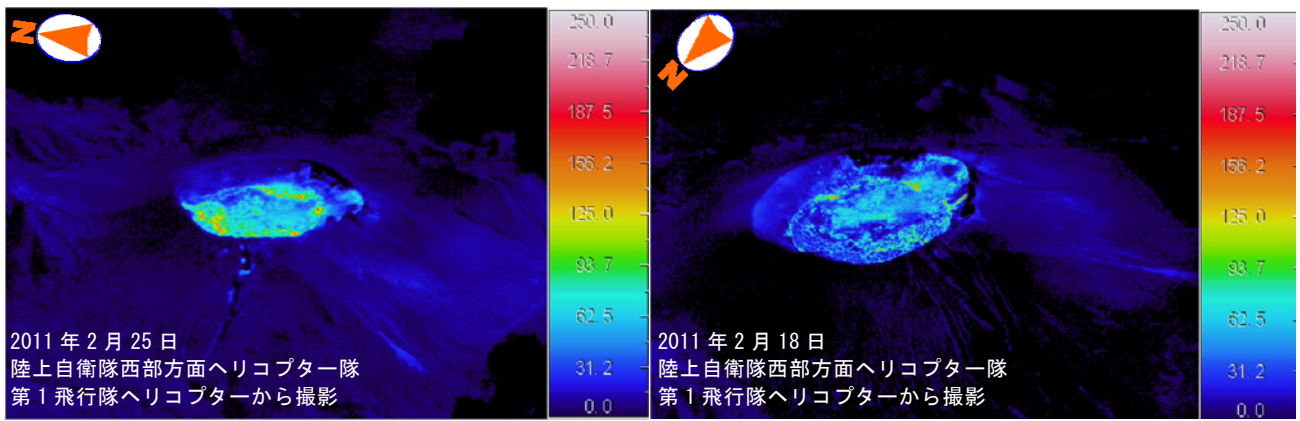 N
250.0
218.7
187.5
156.2
125.0
93.7
62.5
31.2
0.0
2011年2月25日
陸上自衛隊西部方面ヘリコプター隊
第1飛行隊ヘリコプターから撮影
N
250.0
218.7
187.5
156.2
125.0
93.7
62.5
31.2
0.0
2011年2月18日
陸上自衛隊西部方面ヘリコプター隊
第1飛行隊ヘリコプターから撮影